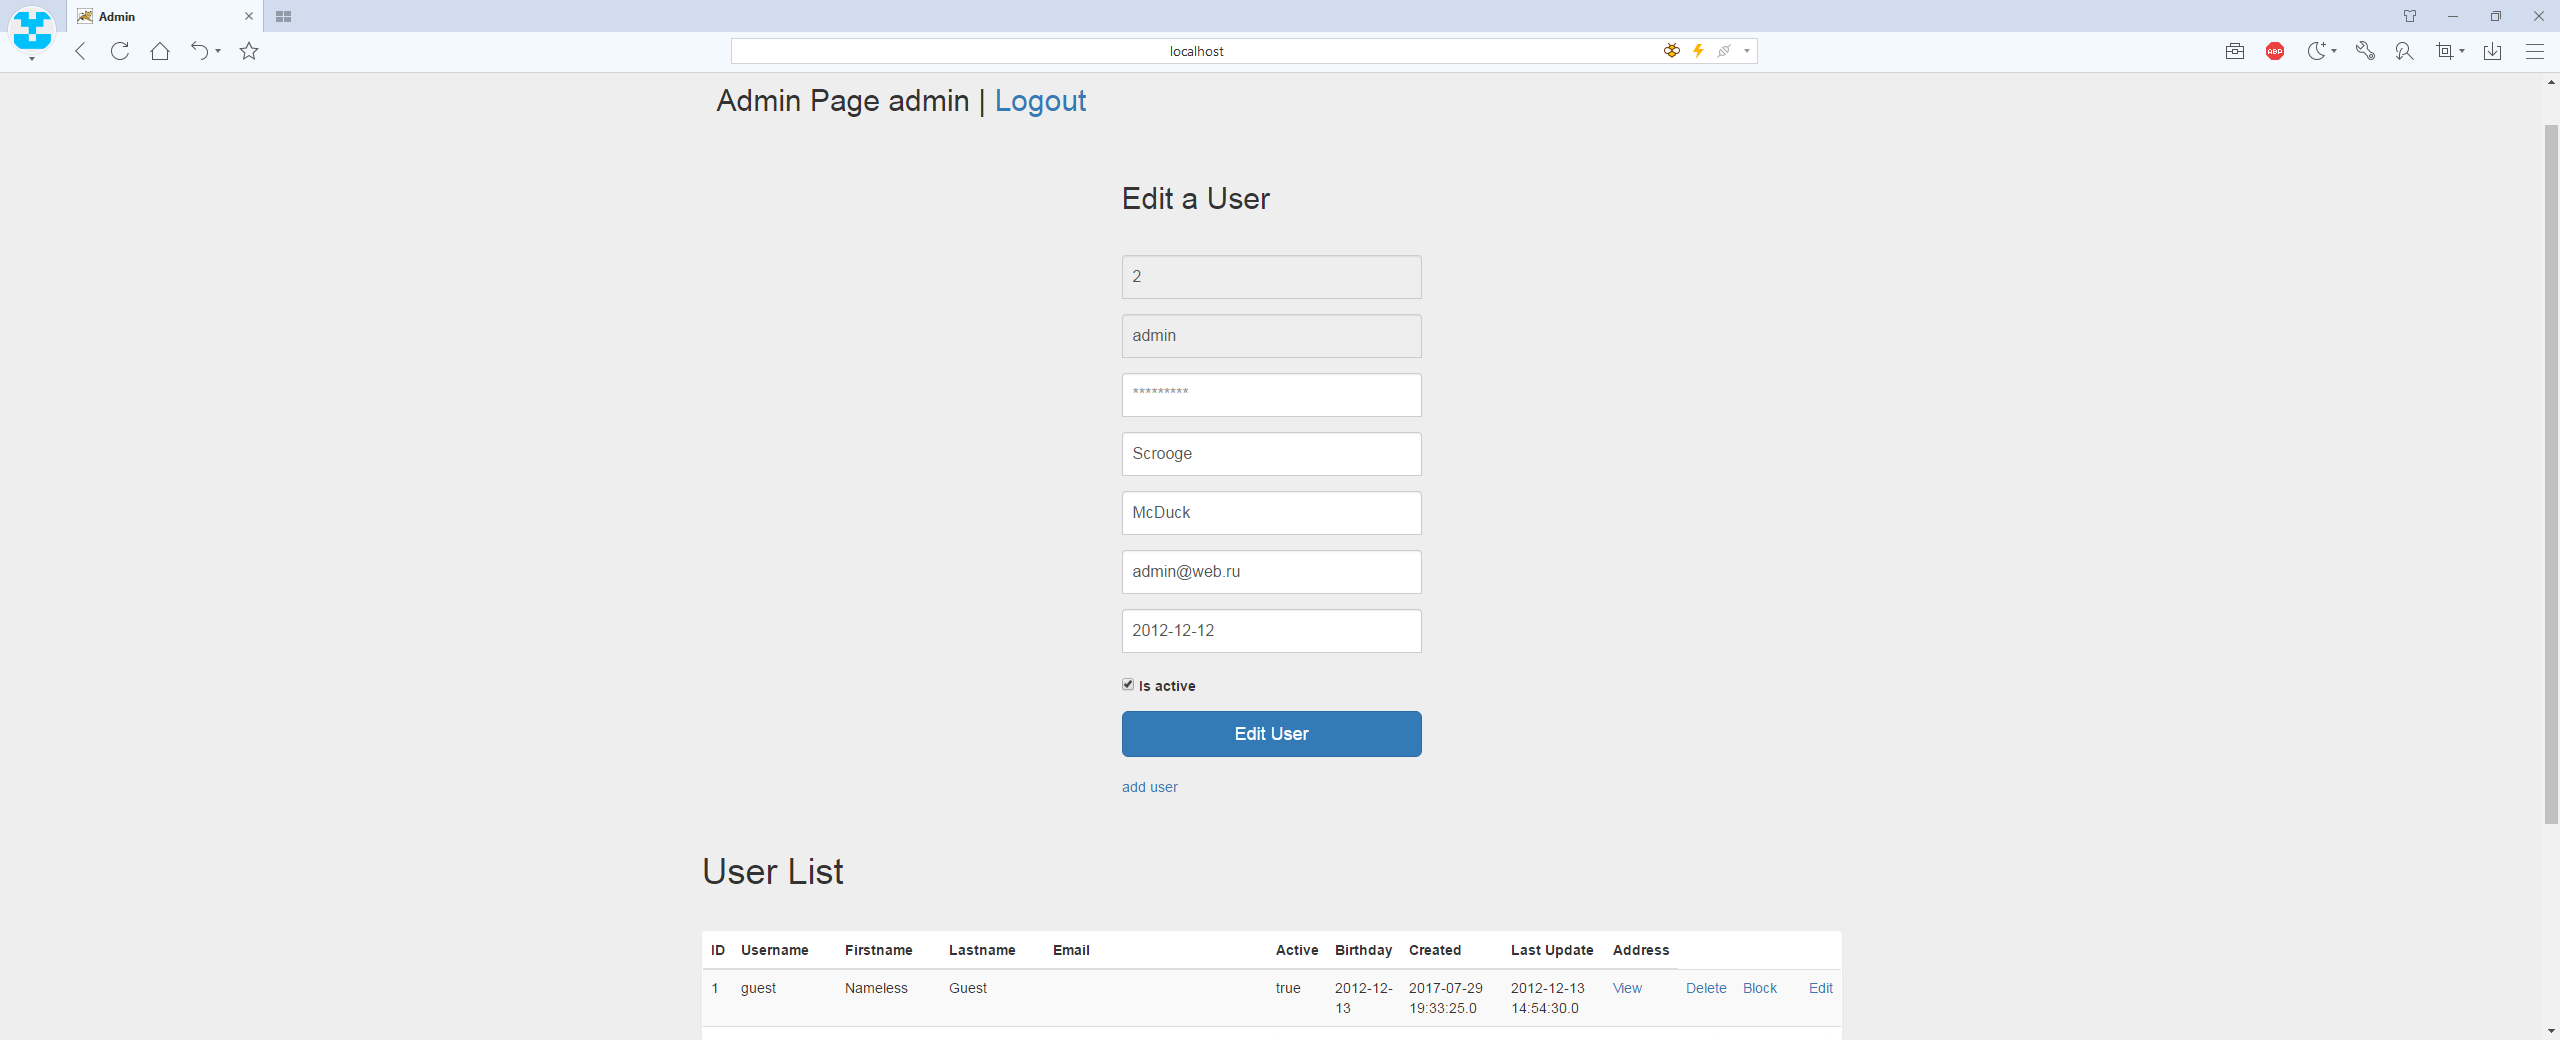 Admin
localhost
ABP
Admin Page admin | Logout
Edit a User
2
admin
*********
Scrooge
McDuck
admin@web.ru
2012-12-12
Is active
Edit User
add user
User List
ID Username Firstname Lastname Email Active Birthday Created Last Update Address
1 guest Nameless Guest true 2012-12- 2017-07-29 2012-12-13 View Delete Block Edit
13 19:33:25.0 14:54:30.0